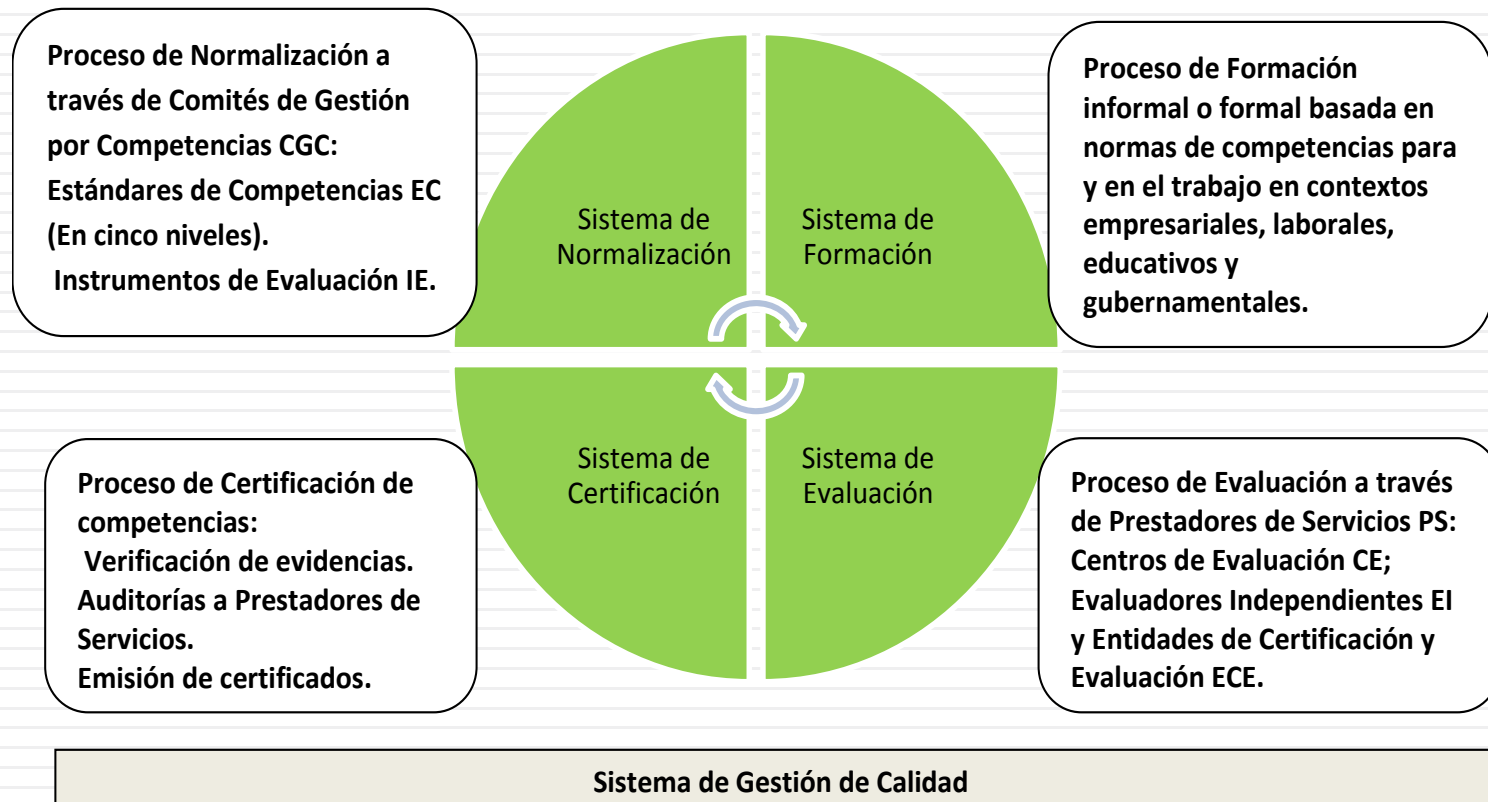 Proceso de Normalización a
través de Comités de Gestión
por Competencias CGC:
Estándares de Competencias EC
(En cinco niveles).
Instrumentos de Evaluación IE.
Sistema de
Normalización
Sistema de
Formación
Proceso de Formación
informal o formal basada en
normas de competencias para
y en el trabajo en contextos
empresariales, laborales,
educativos y
gubernamentales.
Proceso de Certificación de
competencias:
Verificación de evidencias.
Auditorías a Prestadores de
Servicios.
Emisión de certificados.
Sistema de
Certificación
Sistema de
Evaluación
Proceso de Evaluación a través
de Prestadores de Servicios PS:
Centros de Evaluación CE;
Evaluadores Independientes EI
y Entidades de Certificación y
Evaluación ECE.
Sistema de Gestión de Calidad